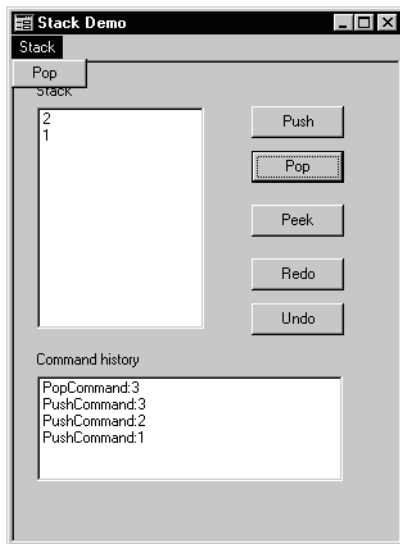 Stack Demo
Stack
Pop
Stack
2
1
Push
Pop
Peek
Redo
Undo
Command history
PopCommand:3
PushCommand:3
PushCommand:2
PushCommand:1